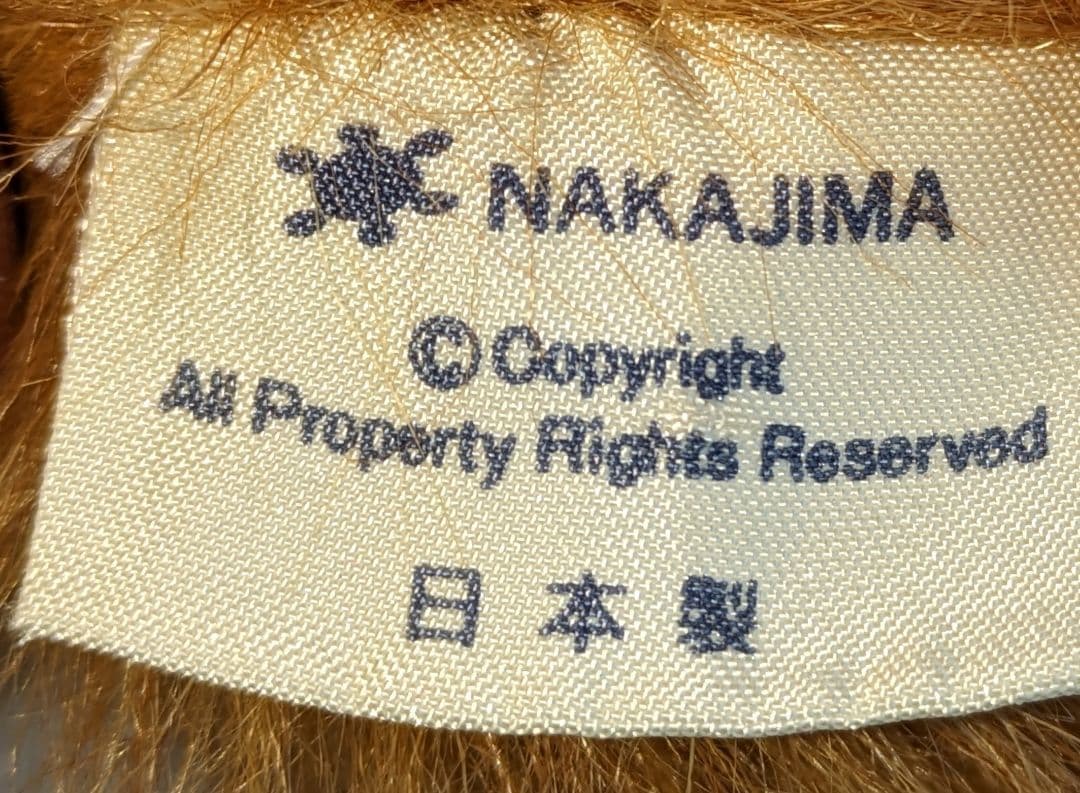 NAKAJIMA
©Copyright
All Property Rights Reserved
日本製